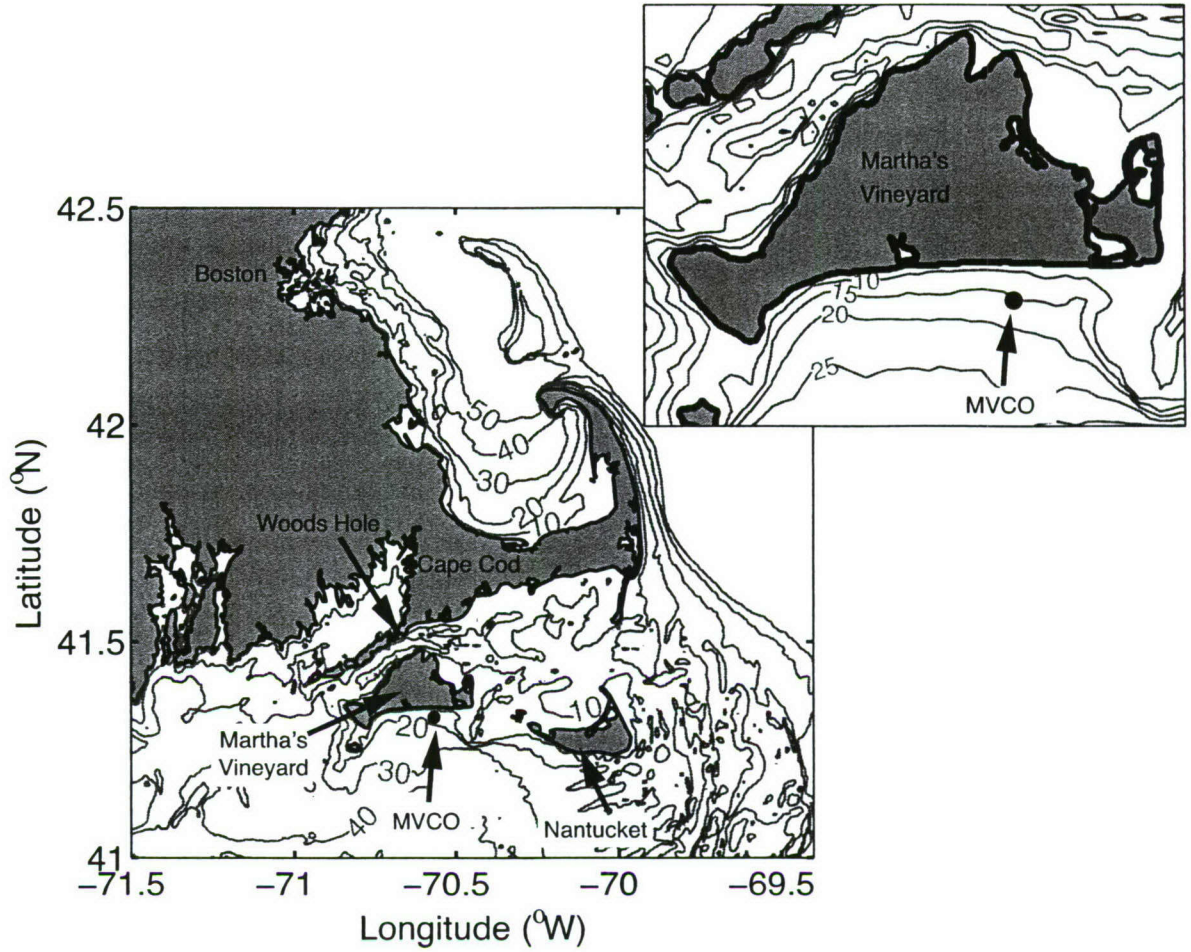 Martha's
Vineyard
10
15
20
25
MVCO
42.5
42
41.5
41
Latitude (°N)
Boston
50
40
30
20
10
Woods Hole
Cape Cod
10
Martha's
Vineyard
20
30
40
MVCO
Nantucket
−71.5
−71
−70.5
−70
−69.5
Longitude (°W)